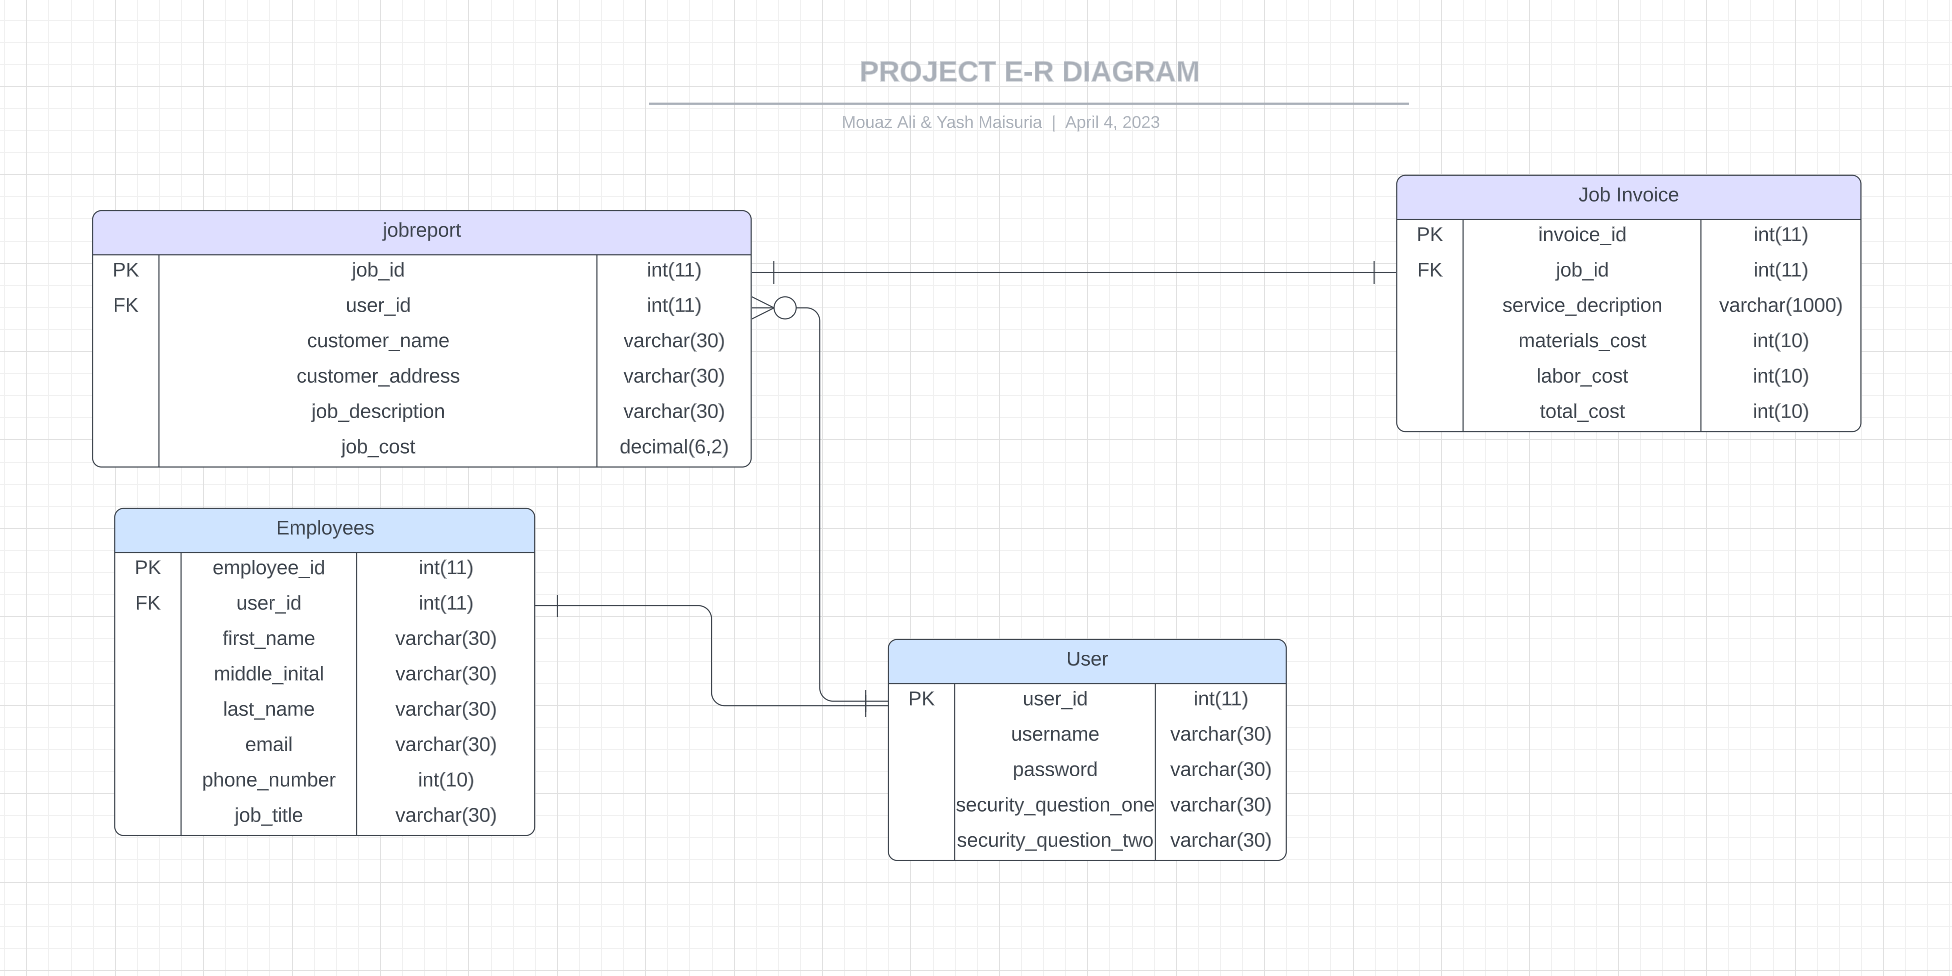 PROJECT E-R DIAGRAM
Mouaz Ali & Yash Maisuria | April 4, 2023
jobreport
PK job_id int(11)
FK user_id int(11)
customer_name varchar(30)
customer_address varchar(30)
job_description varchar(30)
job_cost decimal(6,2)
Job Invoice
PK invoice_id int(11)
FK job_id int(11)
service_decription varchar(1000)
materials_cost int(10)
labor_cost int(10)
total_cost int(10)
Employees
PK employee_id int(11)
FK user_id int(11)
first_name varchar(30)
middle_inital varchar(30)
last_name varchar(30)
email varchar(30)
phone_number int(10)
job_title varchar(30)
User
PK user_id int(11)
username varchar(30)
password varchar(30)
security_question_one varchar(30)
security_question_two varchar(30)